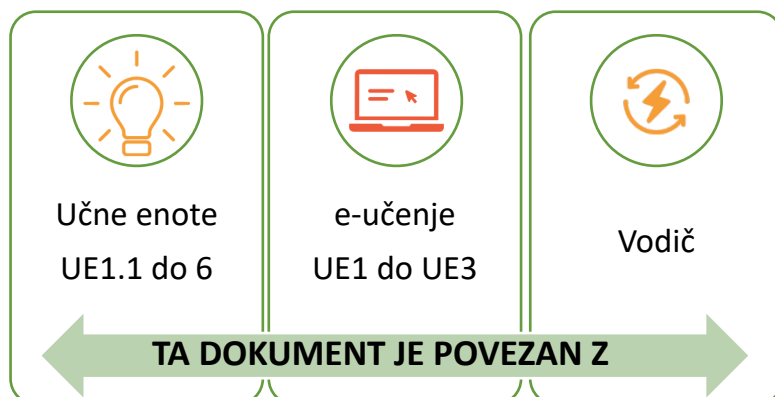 Učne enote
UE1.1 do 6
e-učenje
UE1 do UE3
Vodič
TA DOKUMENT JE POVEZAN Z